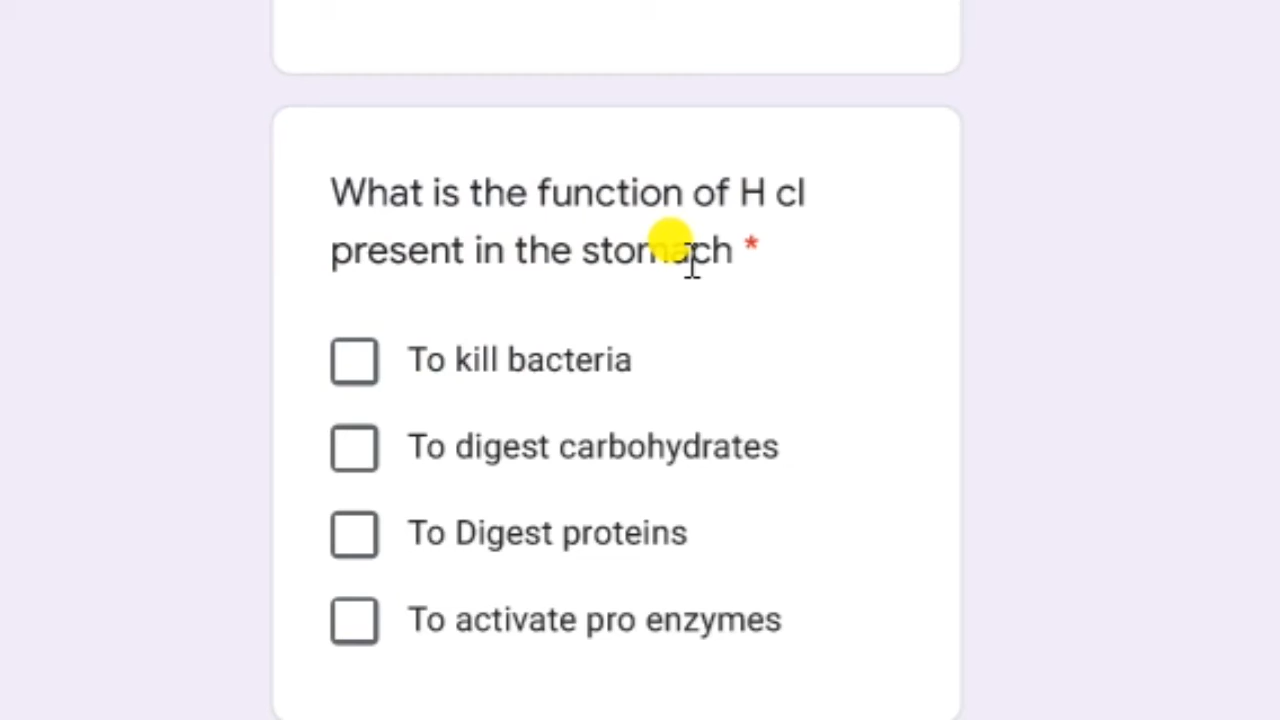 What is the function of H cl
present in the stomach *
To kill bacteria
To digest carbohydrates
To Digest proteins
To activate pro enzymes